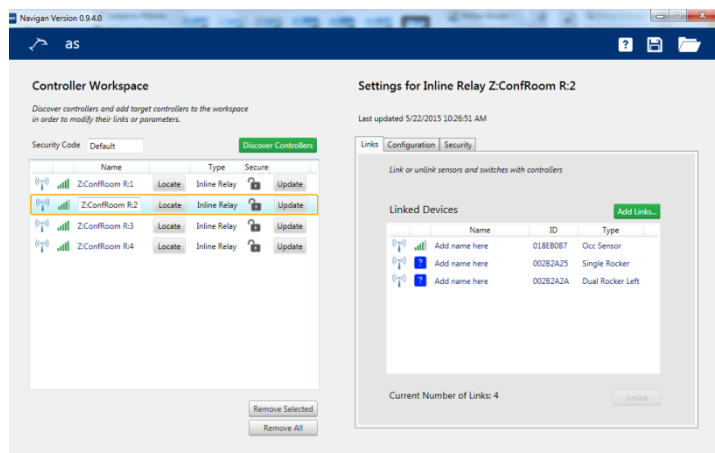 Navigan Version 0.9.4.0
as
?
Controller Workspace
Discover controllers and add target controllers to the workspace
in order to modify their links or parameters.
Security Code Default Discover Controllers
Name Type Secure
Z:ConfRoom R:1 Locate Inline Relay Update
Z:ConfRoom R:2 Locate Inline Relay Update
Z:ConfRoom R:3 Locate Inline Relay Update
Z:ConfRoom R:4 Locate Inline Relay Update
Remove Selected
Remove All
Settings for Inline Relay Z:ConfRoom R:2
Last updated 5/22/2015 10:26:51 AM
Links Configuration Security
Link or unlink sensors and switches with controllers
Linked Devices Add Links...
Name ID Type
Add name here 018EB0B7 Occ Sensor
? Add name here 002B2A25 Single Rocker
? Add name here 002B2A2A Dual Rocker Left
Current Number of Links: 4 Unlink